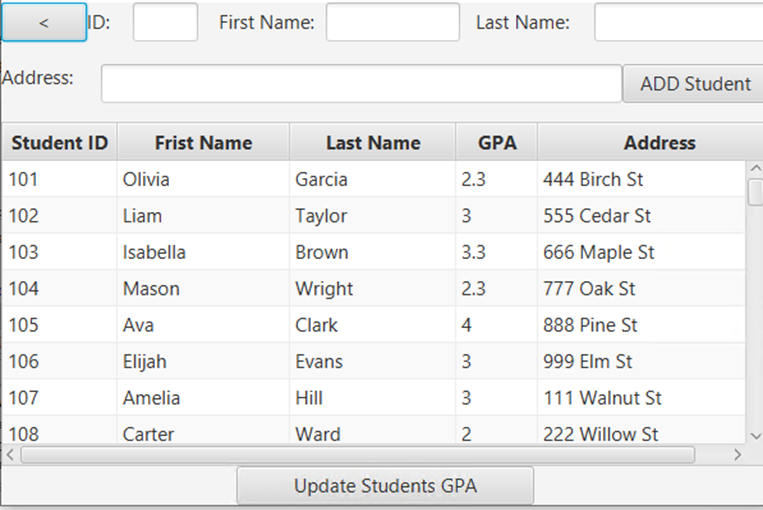 < ID: First Name: Last Name:
Address: ADD Student
Student ID Frist Name Last Name GPA Address
101 Olivia Garcia 2.3 444 Birch St
102 Liam Taylor 3 555 Cedar St
103 Isabella Brown 3.3 666 Maple St
104 Mason Wright 2.3 777 Oak St
105 Ava Clark 4 888 Pine St
106 Elijah Evans 3 999 Elm St
107 Amelia Hill 3 111 Walnut St
108 Carter Ward 2 222 Willow St
Update Students GPA